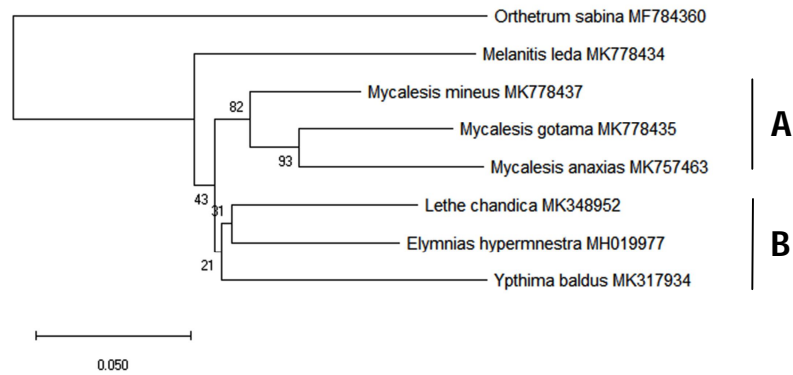 Orthetrum sabina MF784360
Melanitis leda MK778434
82
Mycalesis mineus MK778437
A
Mycalesis gotama MK778435
93
Mycalesis anaxias MK757463
43
31
Lethe chandica MK348952
Elymnias hypermnestra MH019977
B
21
Ypthima baldus MK317934
0.050